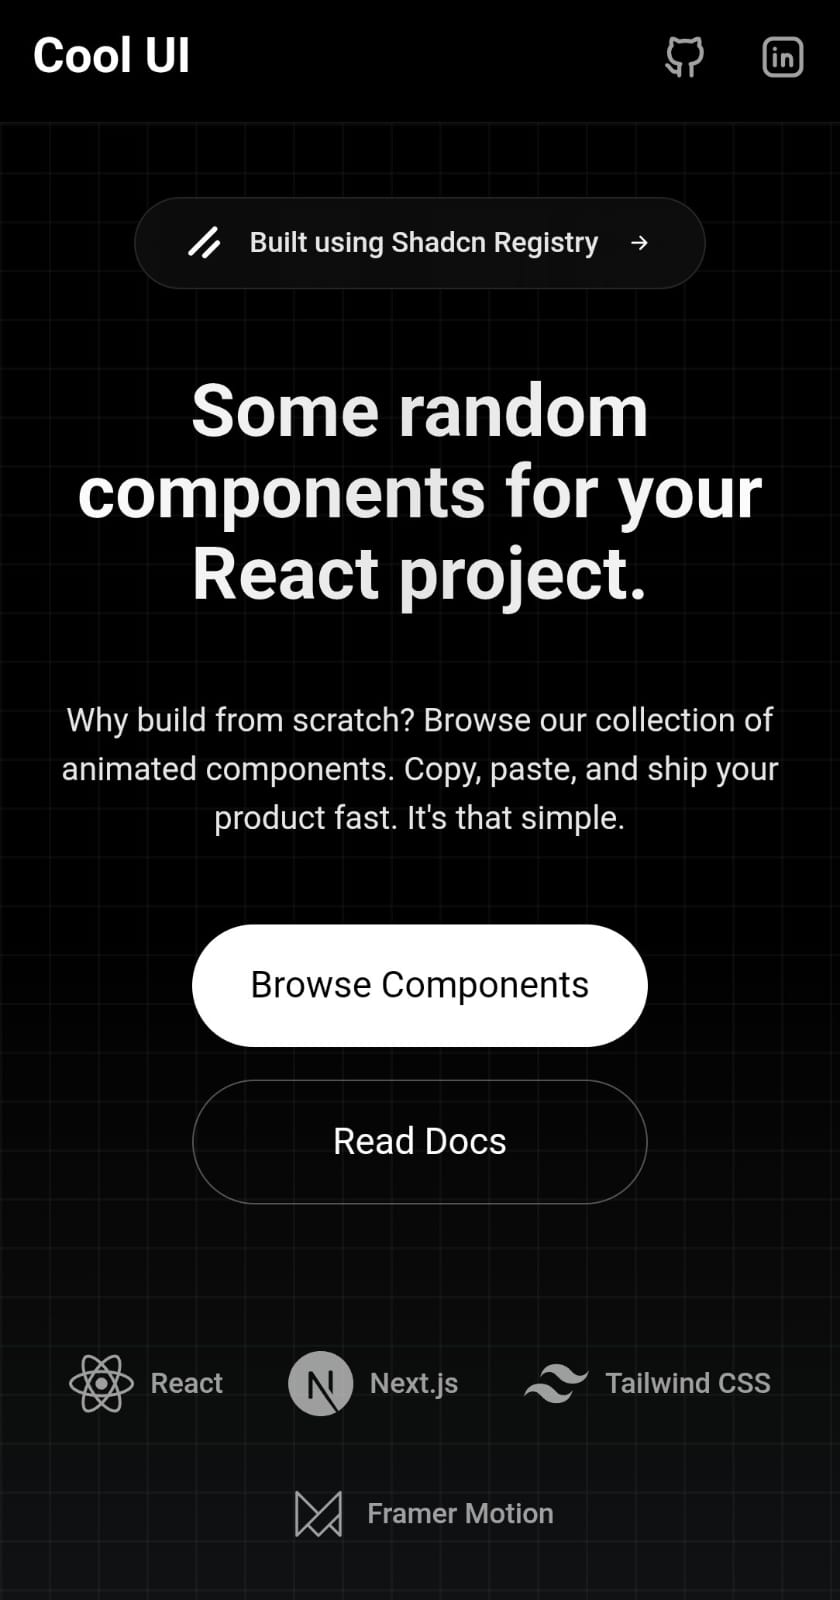 Cool UI
Built using Shadcn Registry
Some random
components for your
React project.
Why build from scratch? Browse our collection of
animated components. Copy, paste, and ship your
product fast. It's that simple.
Browse Components
Read Docs
React
Next.js
Tailwind CSS
Framer Motion